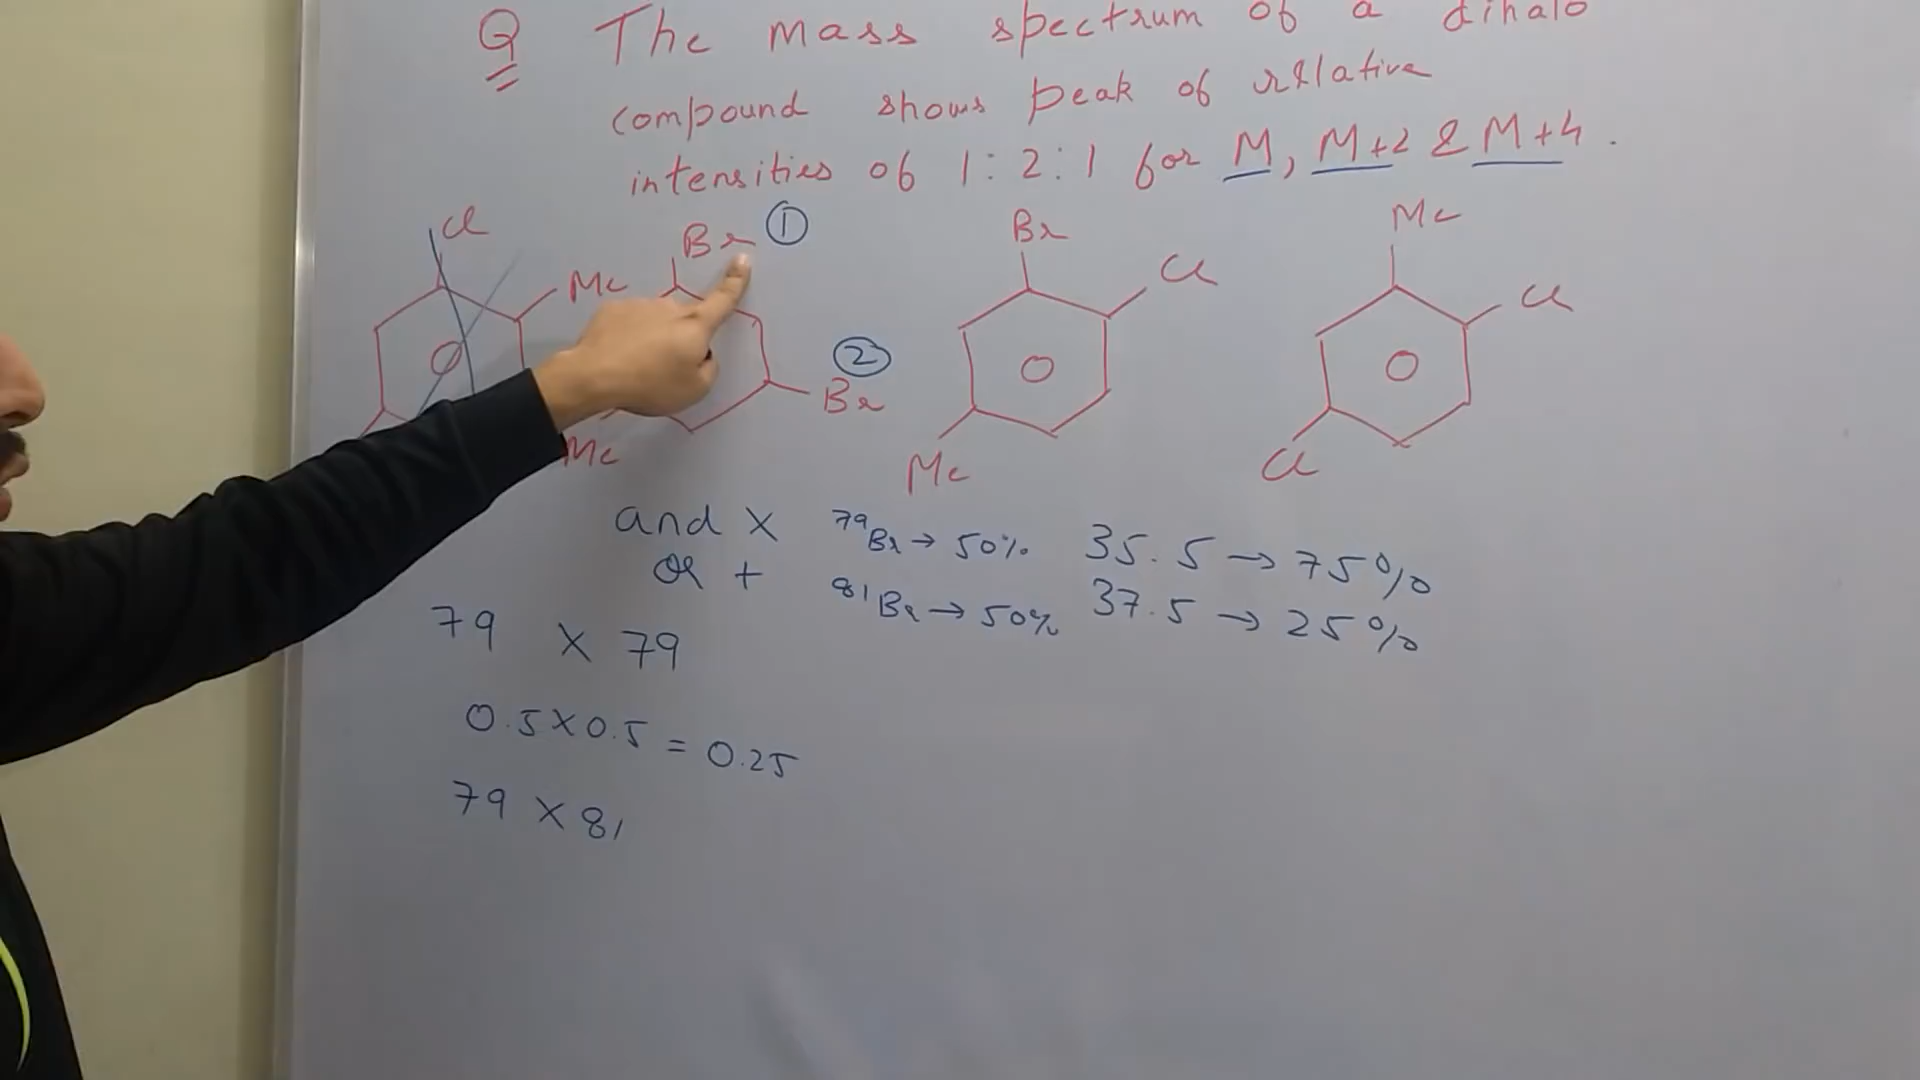 Q The mass spectrum of a dihalo
compound shows peak of relative
intensities of 1:2:1 for M, M+2 & M+4.
Cl
Me
Br ①
② Br
Me
Br
Cl
Me
Me
Cl
Cl
and X
or +
79Br → 50%
81Br → 50%
35.5 → 75%
37.5 → 25%
79 X 79
0.5 X 0.5 = 0.25
79 X 81